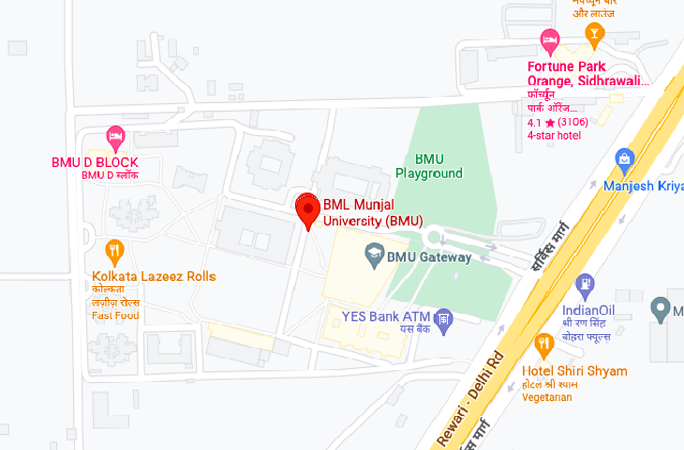 और लाउंज
Fortune Park
Orange, Sidhrawali...
फॉर्च्यून
पार्क ऑरेंज...
4.1 ★ (3106)
4-star hotel
BMU D BLOCK
BMU D ब्लॉक
BMU
Playground
Manjesh Kriya
BML Munjal
University (BMU)
सर्विस मार्ग
BMU Gateway
Kolkata Lazeez Rolls
कोलकता
लज़ीज़ रोल्स
Fast Food
IndianOil
श्री रण सिंह
बोहरा फ्यूल्स
YES Bank ATM
यस बैंक
M
Hotel Shiri Shyam
होटल श्री श्याम
Vegetarian
Rewari - Delhi Rd
मार्ग